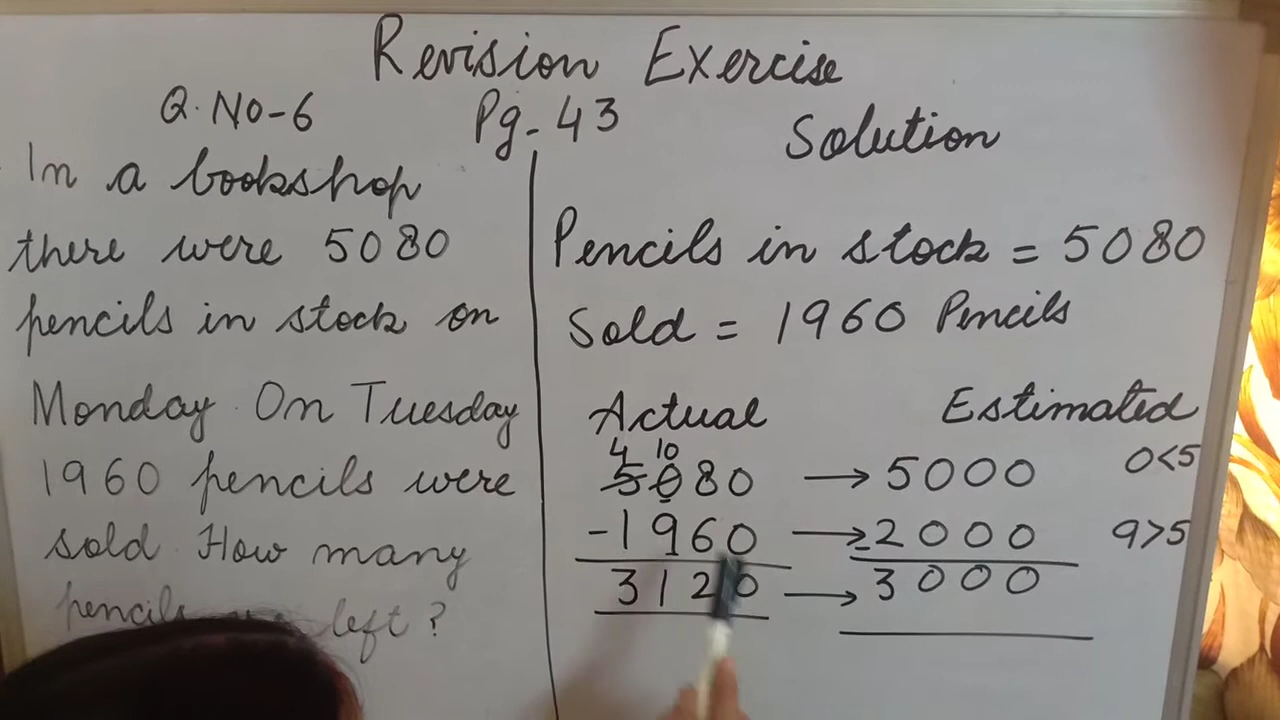 Revision Exercise
Q. No-6
Pg-43
In a bookshop
there were 5080
pencils in stock on
Monday On Tuesday
1960 pencils were
sold How many
pencils left?
Solution
Pencils in stock = 5080
Sold = 1960 Pencils
Actual Estimated
4 10
5080 → 5000 0<5
-1960 → -2000 9>5
3120 → 3000